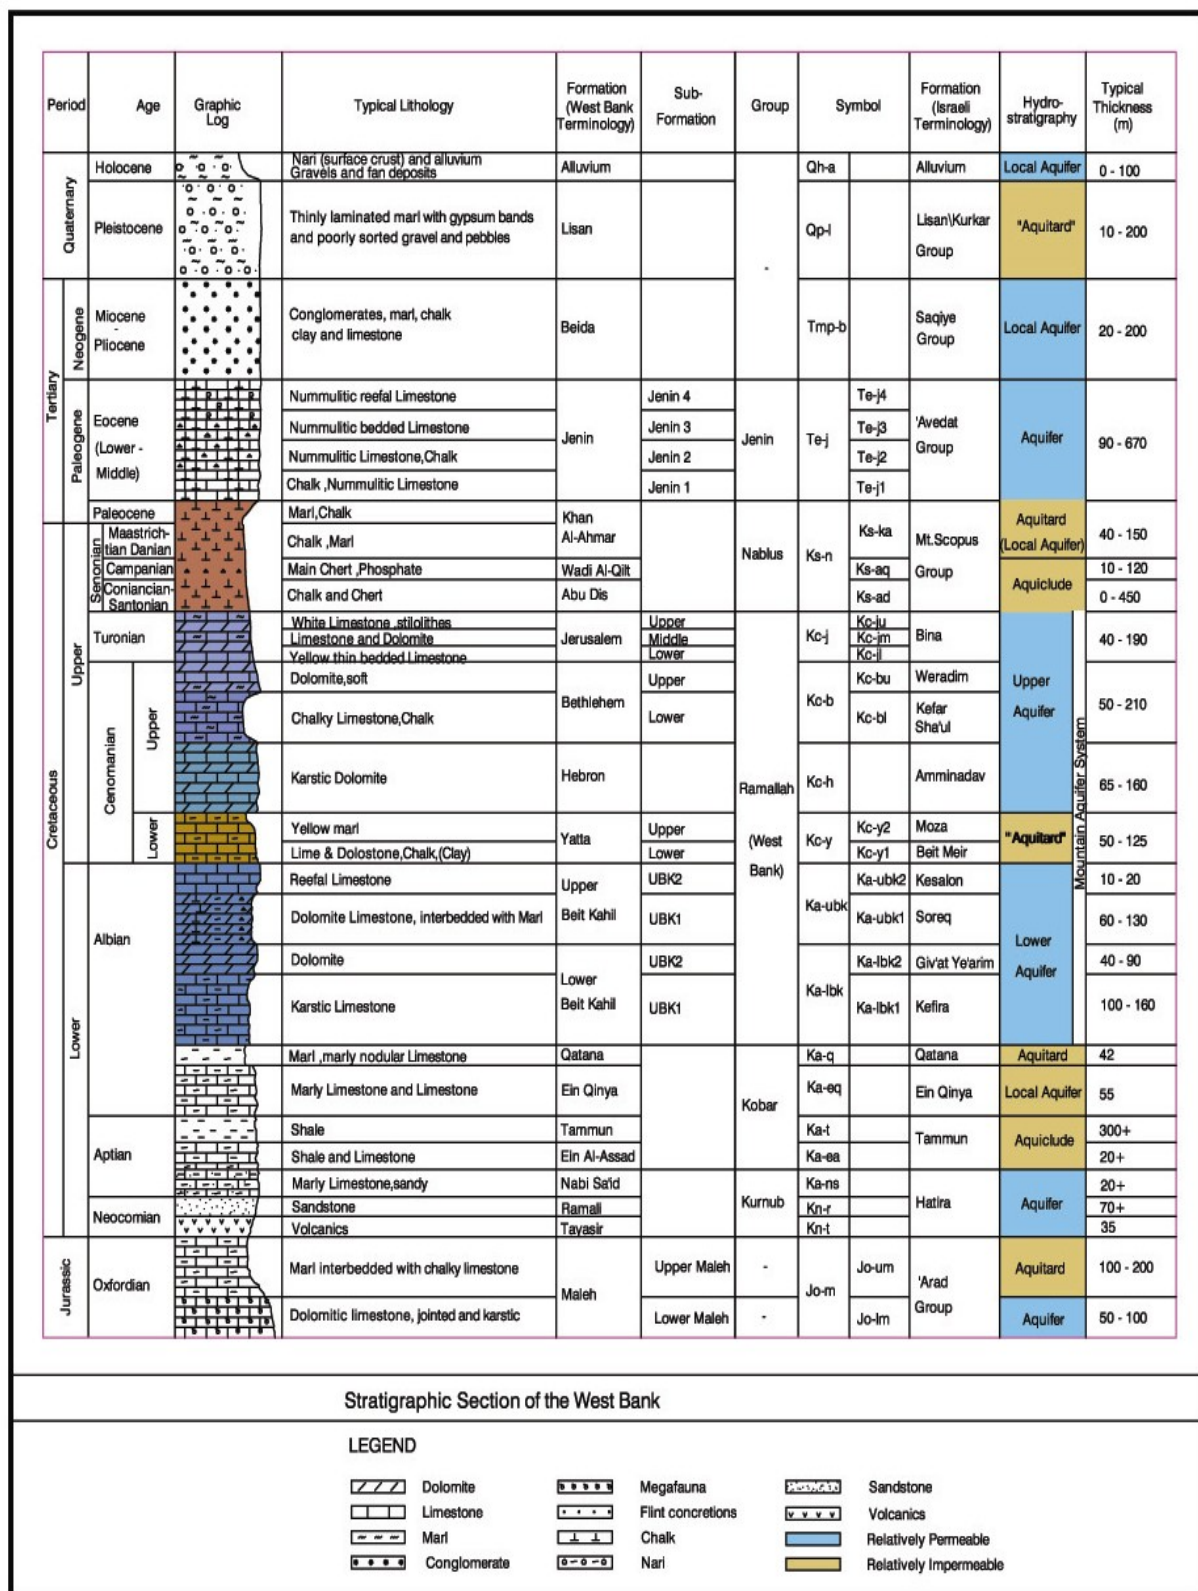 Period Age Graphic Log Typical Lithology Formation (West Bank Terminology) Sub-Formation Group Symbol Formation (Israeli Terminology) Hydro-stratigraphy Typical Thickness (m)
Quaternary Holocene Nari (surface crust) and alluvium Gravels and fan deposits Alluvium - Qh-a Alluvium Local Aquifer 0 - 100
Pleistocene Thinly laminated marl with gypsum bands and poorly sorted gravel and pebbles Lisan Qp-l Lisan\Kurkar Group "Aquitard" 10 - 200
Tertiary Neogene Miocene - Pliocene Conglomerates, marl, chalk clay and limestone Beida Tmp-b Saqiye Group Local Aquifer 20 - 200
Paleogene Eocene (Lower - Middle) Nummulitic reefal Limestone Jenin Jenin 4 Jenin Te-j Te-j4 'Avedat Group Aquifer 90 - 670
Nummulitic bedded Limestone Jenin 3 Te-j3
Nummulitic Limestone,Chalk Jenin 2 Te-j2
Chalk ,Nummulitic Limestone Jenin 1 Te-j1
Paleocene Marl,Chalk Khan Al-Ahmar Nablus Ks-n Ks-ka Mt.Scopus Group Aquitard (Local Aquifer) 40 - 150
Cretaceous Upper Senonian Maastrich-tian Danian Chalk ,Marl
Campanian Main Chert ,Phosphate Wadi Al-Qilt Ks-aq Aquiclude 10 - 120
Coniancian-Santonian Chalk and Chert Abu Dis Ks-ad 0 - 450
Turonian White Limestone ,stilolithes Jerusalem Upper Ramallah (West Bank) Kc-j Kc-ju Bina Upper Aquifer Mountain Aquifer System 40 - 190
Limestone and Dolomite Middle Kc-jm
Yellow thin bedded Limestone Lower Kc-jl
Cenomanian Upper Dolomite,soft Bethlehem Upper Kc-b Kc-bu Weradim 50 - 210
Chalky Limestone,Chalk Lower Kc-bl Kefar Sha'ul
Karstic Dolomite Hebron Kc-h Amminadav 65 - 160
Lower Yellow marl Yatta Upper Kc-y Kc-y2 Moza "Aquitard" 50 - 125
Lime & Dolostone,Chalk,(Clay) Lower Kc-y1 Beit Meir
Lower Albian Reefal Limestone Upper Beit Kahil UBK2 Ka-ubk Ka-ubk2 Kesalon Lower Aquifer 10 - 20
Dolomite Limestone, interbedded with Marl UBK1 Ka-ubk1 Soreq 60 - 130
Dolomite Lower Beit Kahil UBK2 Ka-lbk Ka-lbk2 Giv'at Ye'arim 40 - 90
Karstic Limestone UBK1 Ka-lbk1 Kefira 100 - 160
Marl ,marly nodular Limestone Qatana Kobar Ka-q Qatana Aquitard 42
Marly Limestone and Limestone Ein Qinya Ka-eq Ein Qinya Local Aquifer 55
Aptian Shale Tammun Ka-t Tammun Aquiclude 300+
Shale and Limestone Ein Al-Assad Ka-ea 20+
Marly Limestone,sandy Nabi Sa'id Kurnub Ka-ns Hatira Aquifer 20+
Neocomian Sandstone Ramali Kn-r 70+
Volcanics Tayasir Kn-t 35
Jurassic Oxfordian Marl interbedded with chalky limestone Maleh Upper Maleh - Jo-m Jo-um 'Arad Group Aquitard 100 - 200
Dolomitic limestone, jointed and karstic Lower Maleh - Jo-lm Aquifer 50 - 100
Stratigraphic Section of the West Bank
LEGEND
Dolomite Megafauna Sandstone
Limestone Flint concretions Volcanics
Marl Chalk Relatively Permeable
Conglomerate Nari Relatively Impermeable